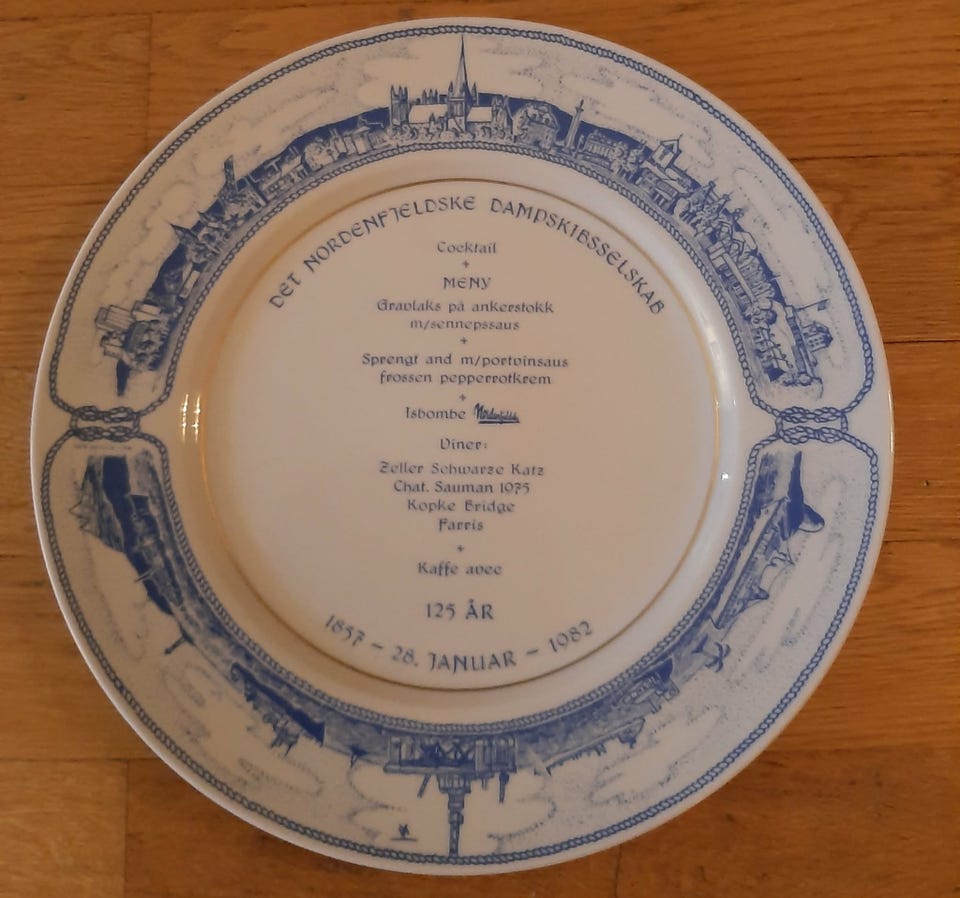 DET NORDENFJELDSKE DAMPSKIBSSELSKAB
Cocktail
MENY
Gravlaks på ankerstokk
m/sennepssaus
Sprengt and m/portvinsaus
frossen pepperrotkrem
Isbombe
Viner:
Zeller Schwarze Katz
Chat. Sauman 1975
Kopke Bridge
Farris
Kaffe avec
125 ÅR
1857 - 28. JANUAR - 1982